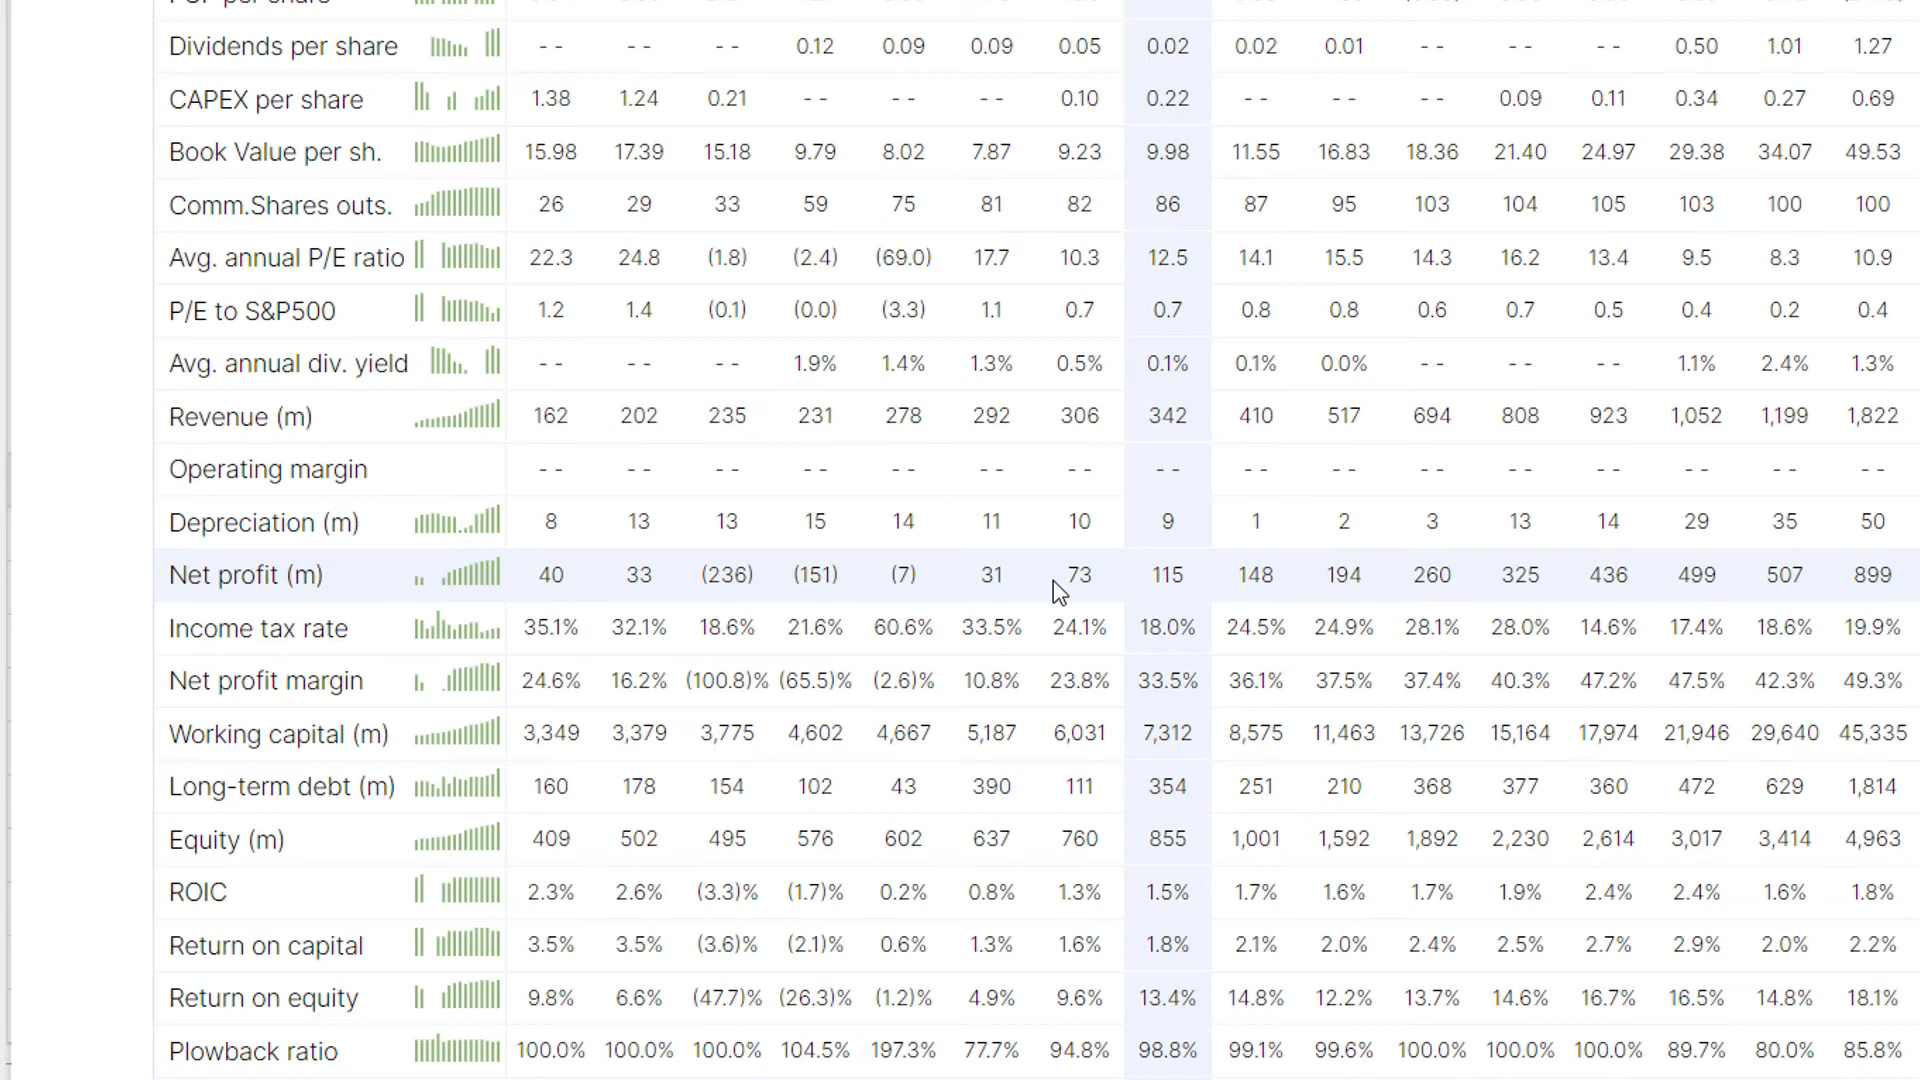 Dividends per share - - - - - - 0.12 0.09 0.09 0.05 0.02 0.02 0.01 - - - - - - 0.50 1.01 1.27
CAPEX per share 1.38 1.24 0.21 - - - - - - 0.10 0.22 - - - - - - 0.09 0.11 0.34 0.27 0.69
Book Value per sh. 15.98 17.39 15.18 9.79 8.02 7.87 9.23 9.98 11.55 16.83 18.36 21.40 24.97 29.38 34.07 49.53
Comm.Shares outs. 26 29 33 59 75 81 82 86 87 95 103 104 105 103 100 100
Avg. annual P/E ratio 22.3 24.8 (1.8) (2.4) (69.0) 17.7 10.3 12.5 14.1 15.5 14.3 16.2 13.4 9.5 8.3 10.9
P/E to S&P500 1.2 1.4 (0.1) (0.0) (3.3) 1.1 0.7 0.7 0.8 0.8 0.6 0.7 0.5 0.4 0.2 0.4
Avg. annual div. yield - - - - - - 1.9% 1.4% 1.3% 0.5% 0.1% 0.1% 0.0% - - - - - - 1.1% 2.4% 1.3%
Revenue (m) 162 202 235 231 278 292 306 342 410 517 694 808 923 1,052 1,199 1,822
Operating margin - - - - - - - - - - - - - - - - - - - - - - - - - - - - - - - -
Depreciation (m) 8 13 13 15 14 11 10 9 1 2 3 13 14 29 35 50
Net profit (m) 40 33 (236) (151) (7) 31 73 115 148 194 260 325 436 499 507 899
Income tax rate 35.1% 32.1% 18.6% 21.6% 60.6% 33.5% 24.1% 18.0% 24.5% 24.9% 28.1% 28.0% 14.6% 17.4% 18.6% 19.9%
Net profit margin 24.6% 16.2% (100.8)% (65.5)% (2.6)% 10.8% 23.8% 33.5% 36.1% 37.5% 37.4% 40.3% 47.2% 47.5% 42.3% 49.3%
Working capital (m) 3,349 3,379 3,775 4,602 4,667 5,187 6,031 7,312 8,575 11,463 13,726 15,164 17,974 21,946 29,640 45,335
Long-term debt (m) 160 178 154 102 43 390 111 354 251 210 368 377 360 472 629 1,814
Equity (m) 409 502 495 576 602 637 760 855 1,001 1,592 1,892 2,230 2,614 3,017 3,414 4,963
ROIC 2.3% 2.6% (3.3)% (1.7)% 0.2% 0.8% 1.3% 1.5% 1.7% 1.6% 1.7% 1.9% 2.4% 2.4% 1.6% 1.8%
Return on capital 3.5% 3.5% (3.6)% (2.1)% 0.6% 1.3% 1.6% 1.8% 2.1% 2.0% 2.4% 2.5% 2.7% 2.9% 2.0% 2.2%
Return on equity 9.8% 6.6% (47.7)% (26.3)% (1.2)% 4.9% 9.6% 13.4% 14.8% 12.2% 13.7% 14.6% 16.7% 16.5% 14.8% 18.1%
Plowback ratio 100.0% 100.0% 100.0% 104.5% 197.3% 77.7% 94.8% 98.8% 99.1% 99.6% 100.0% 100.0% 100.0% 89.7% 80.0% 85.8%